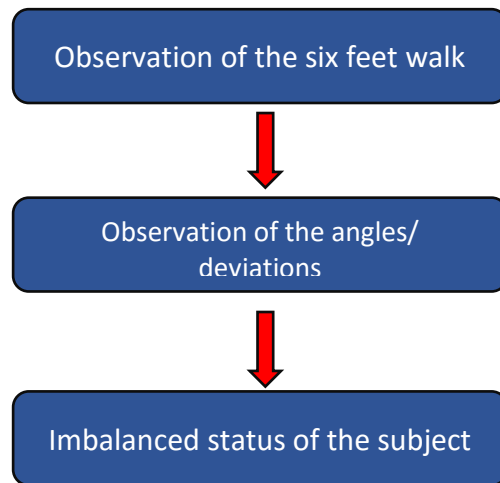 Observation of the six feet walk
Observation of the angles/
deviations
Imbalanced status of the subject